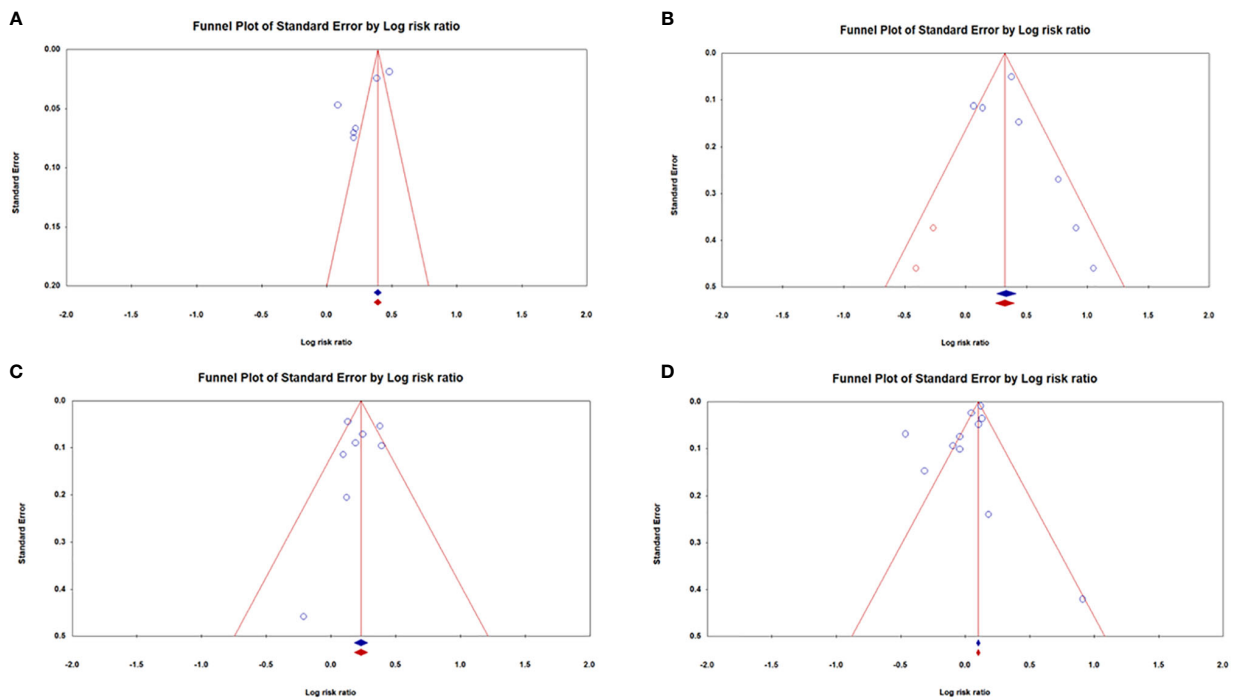 A
Funnel Plot of Standard Error by Log risk ratio
0.00
0.05
0.10
0.15
0.20
Standard Error
-2.0 -1.5 -1.0 -0.5 0.0 0.5 1.0 1.5 2.0
Log risk ratio
B
Funnel Plot of Standard Error by Log risk ratio
0.0
0.1
0.2
0.3
0.4
0.5
Standard Error
-2.0 -1.5 -1.0 -0.5 0.0 0.5 1.0 1.5 2.0
Log risk ratio
C
Funnel Plot of Standard Error by Log risk ratio
0.0
0.1
0.2
0.3
0.4
0.5
Standard Error
-2.0 -1.5 -1.0 -0.5 0.0 0.5 1.0 1.5 2.0
Log risk ratio
D
Funnel Plot of Standard Error by Log risk ratio
0.0
0.1
0.2
0.3
0.4
0.5
Standard Error
-2.0 -1.5 -1.0 -0.5 0.0 0.5 1.0 1.5 2.0
Log risk ratio